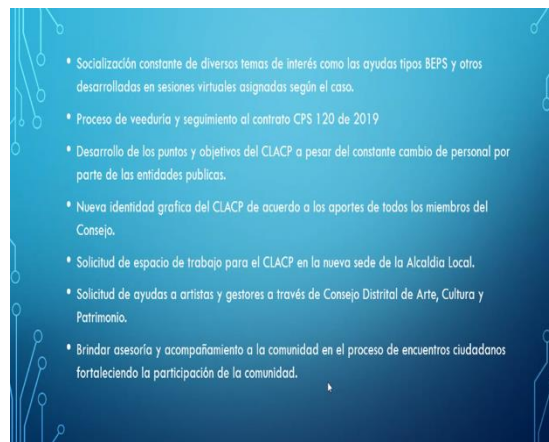 • Socialización constante de diversos temas de interés como las ayudas tipos BEPS y otros
desarrolladas en sesiones virtuales asignadas según el caso.
• Proceso de veeduría y seguimiento al contrato CPS 120 de 2019
• Desarrollo de los puntos y objetivos del CLACP a pesar del constante cambio de personal por
parte de las entidades publicas.
• Nueva identidad grafica del CLACP de acuerdo a los aportes de todos los miembros del
Consejo.
• Solicitud de espacio de trabajo para el CLACP en la nueva sede de la Alcaldia Local.
• Solicitud de ayudas a artistas y gestores a través de Consejo Distrital de Arte, Cultura y
Patrimonio.
• Brindar asesoría y acompañamiento a la comunidad en el proceso de encuentros ciudadanos
fortaleciendo la participación de la comunidad.